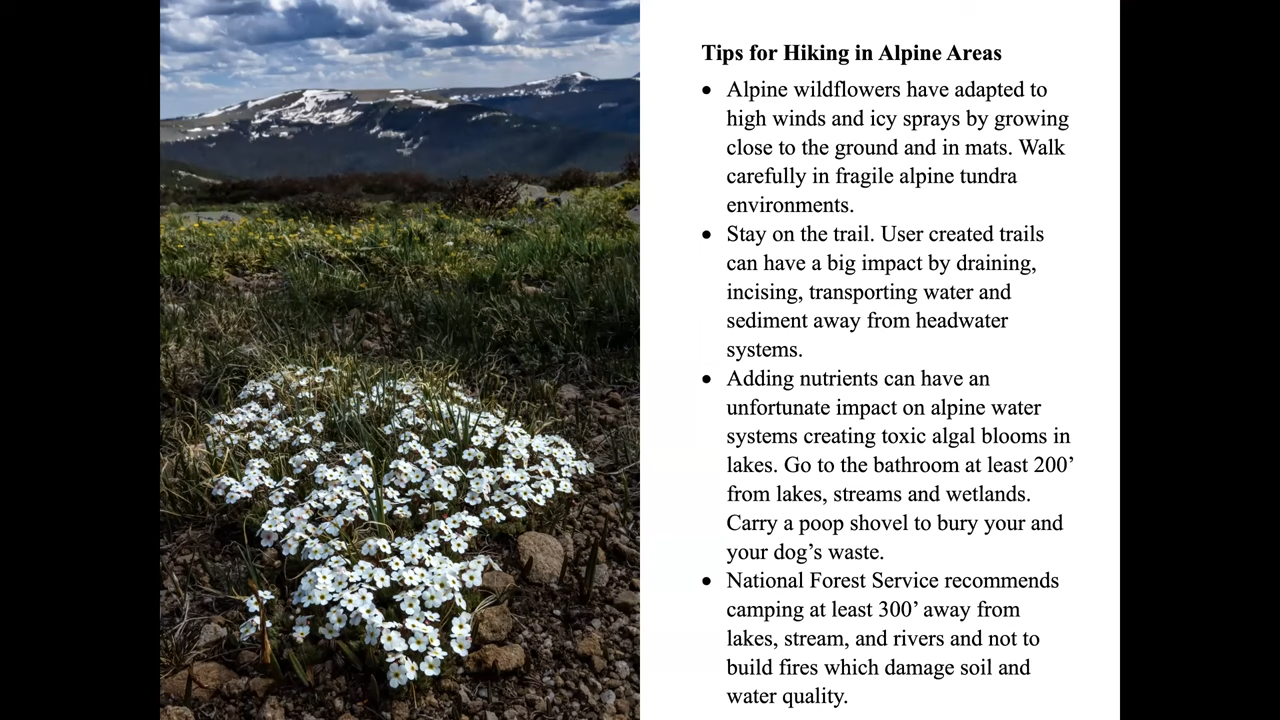 Tips for Hiking in Alpine Areas
• Alpine wildflowers have adapted to
high winds and icy sprays by growing
close to the ground and in mats. Walk
carefully in fragile alpine tundra
environments.
• Stay on the trail. User created trails
can have a big impact by draining,
incising, transporting water and
sediment away from headwater
systems.
• Adding nutrients can have an
unfortunate impact on alpine water
systems creating toxic algal blooms in
lakes. Go to the bathroom at least 200’
from lakes, streams and wetlands.
Carry a poop shovel to bury your and
your dog’s waste.
• National Forest Service recommends
camping at least 300’ away from
lakes, stream, and rivers and not to
build fires which damage soil and
water quality.